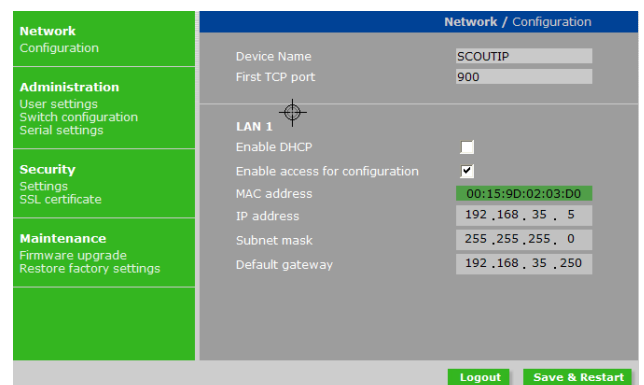 Network
Configuration
Administration
User settings
Switch configuration
Serial settings
Security
Settings
SSL certificate
Maintenance
Firmware upgrade
Restore factory settings
Network / Configuration
Device Name SCOUTIP
First TCP port 900
LAN 1
Enable DHCP
Enable access for configuration
MAC address 00:15:9D:02:03:D0
IP address 192 . 168 . 35 . 5
Subnet mask 255 . 255 . 255 . 0
Default gateway 192 . 168 . 35 . 250
Logout Save & Restart